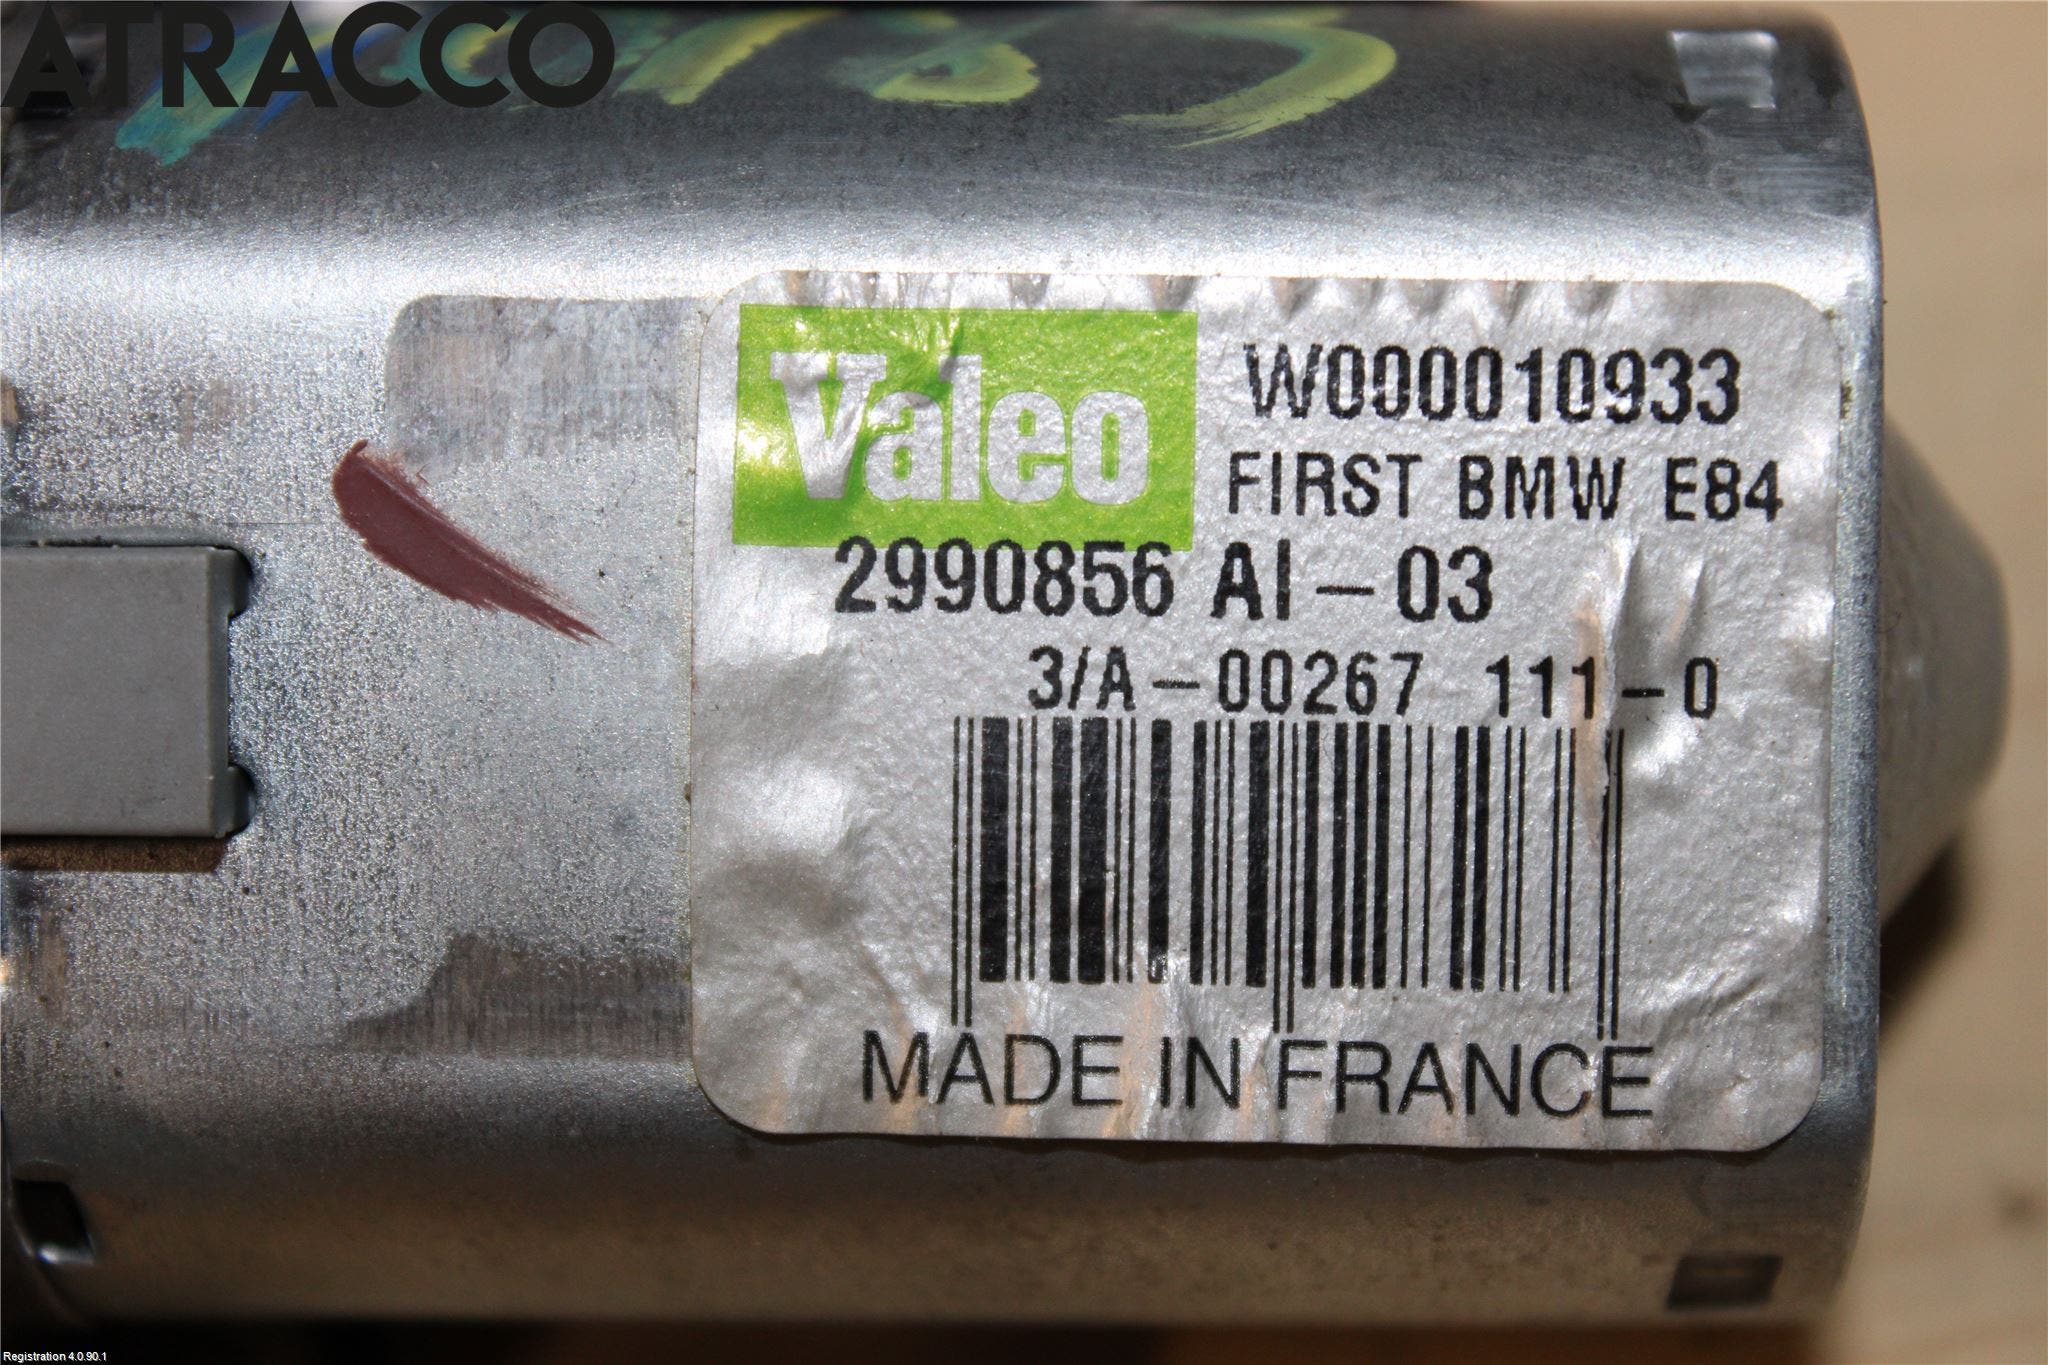 ATRACCO
Valeo
W000010933
FIRST BMW E84
2990856 AI-03
3/A-00267 111-0
MADE IN FRANCE
Registration 4.0.90.1